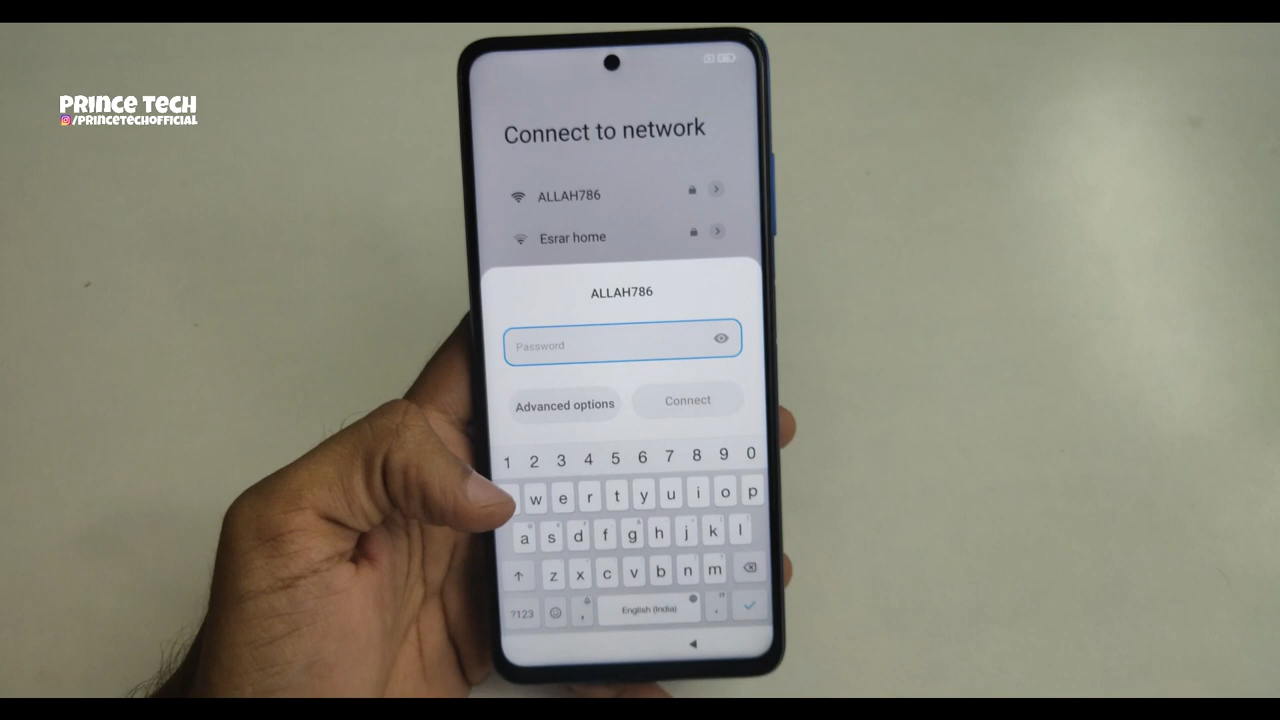 PRINCE TECH
/PRINCETECHOFFICIAL
Connect to network
ALLAH786
Esrar home
ALLAH786
Password
Advanced options Connect
1 2 3 4 5 6 7 8 9 0
w e r t y u i o p
a s d f g h j k l
z x c v b n m
?123 , English (India) .